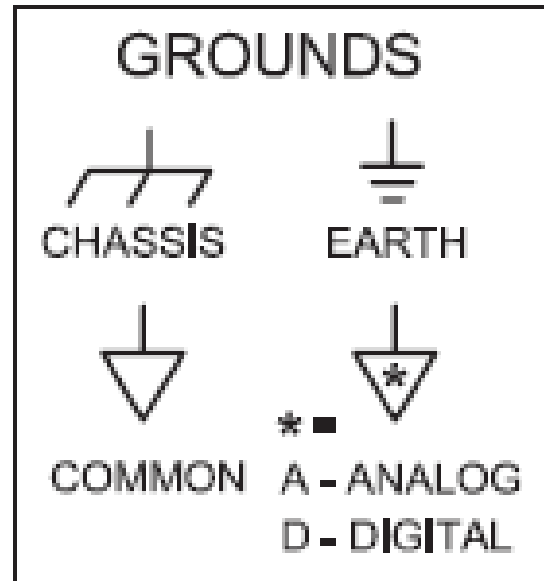 GROUNDS
CHASSIS EARTH
*
* =
COMMON A - ANALOG
D - DIGITAL